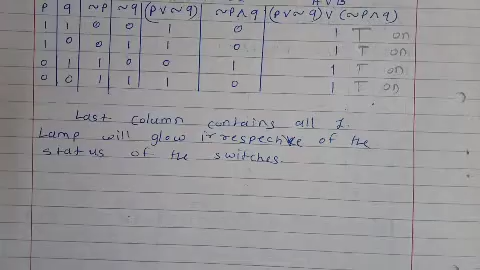 p q ~p ~q (p∨~q) ~p∧q (p∨~q)∨(~p∧q)
1 1 0 0 1 0 1 T on
1 0 0 1 1 0 1 T on
0 1 1 0 0 1 1 T on
0 0 1 1 1 0 1 T on
Last column contains all 1
Lamp will glow irrespective of the
status of the switches.